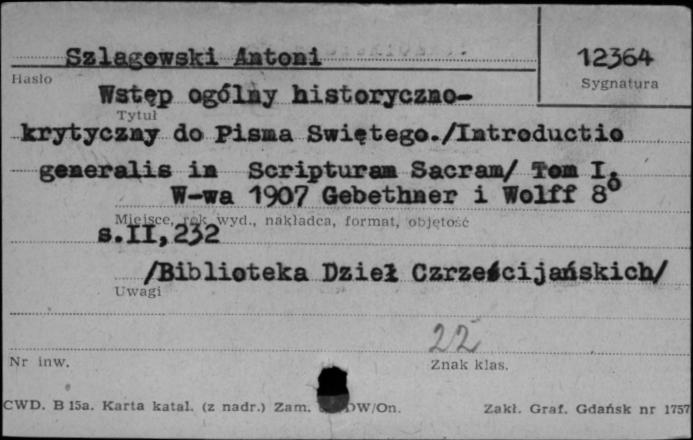 Szlagowski Antoni
12364
Hasło
Sygnatura
Wstęp ogólny historyczno-
Tytuł
krytyczny do Pisma Swiętego./Introductio
generalis in Scripturam Sacram/ Tom I.
W-wa 1907 Gebethner i Wolff 8°
Miejsce, rok wyd., nakładca, format, objętość
s.II,232
/Biblioteka Dzieł Czrześcijańskich/
Uwagi
22
Nr inw.
Znak klas.
CWD. B 15a. Karta katal. (z nadr.) Zam. DW/On.
Zakł. Graf. Gdańsk nr 1757